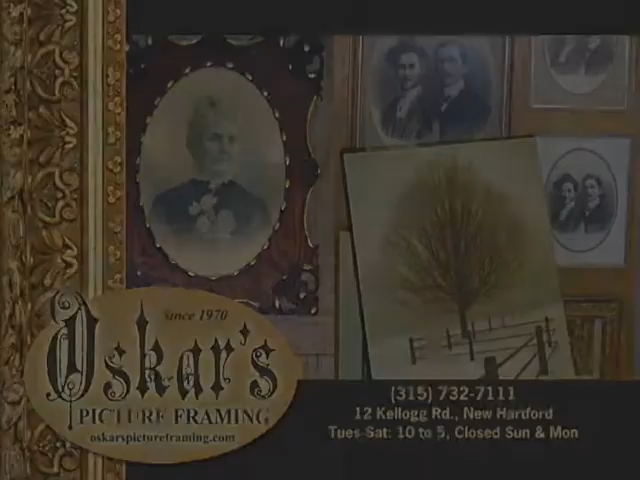 Since 1970
Oskar's
PICTURE FRAMING
oskarspictureframing.com
(315) 732-7111
12 Kellogg Rd., New Hartford
Tues-Sat: 10 to 5, Closed Sun & Mon